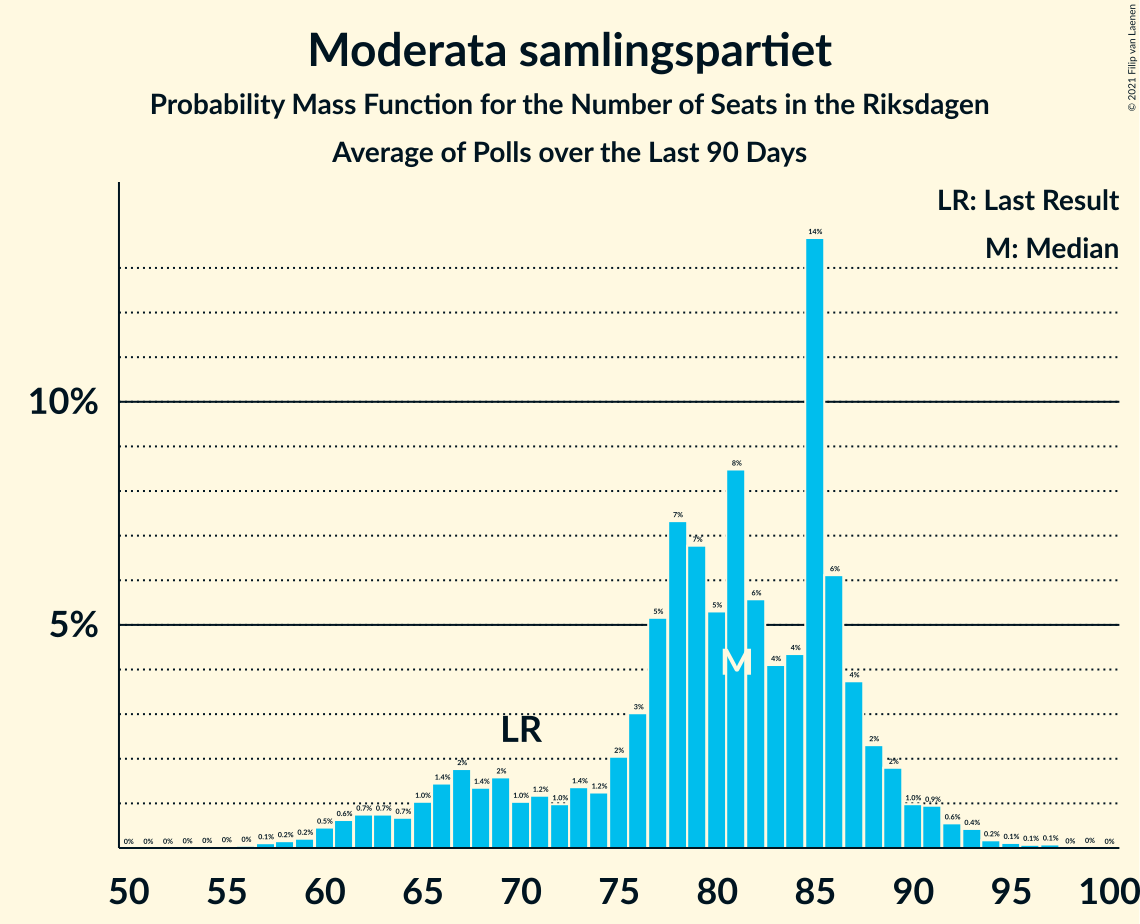 Moderata samlingspartiet
Probability Mass Function for the Number of Seats in the Riksdagen
Average of Polls over the Last 90 Days
© 2021 Filip van Laenen
LR: Last Result
M: Median
10%
5%
0% 0% 0% 0% 0% 0% 0% 0.1% 0.2% 0.2% 0.5% 0.6% 0.7% 0.7% 0.7% 1.0% 1.4% 2% 1.4% 2% 1.0% 1.2% 1.0% 1.4% 1.2% 2% 3% 5% 7% 7% 5% 8% 6% 4% 4% 14% 6% 4% 2% 2% 1.0% 0.9% 0.6% 0.4% 0.2% 0.1% 0.1% 0.1% 0% 0% 0%
LR
M
50 55 60 65 70 75 80 85 90 95 100